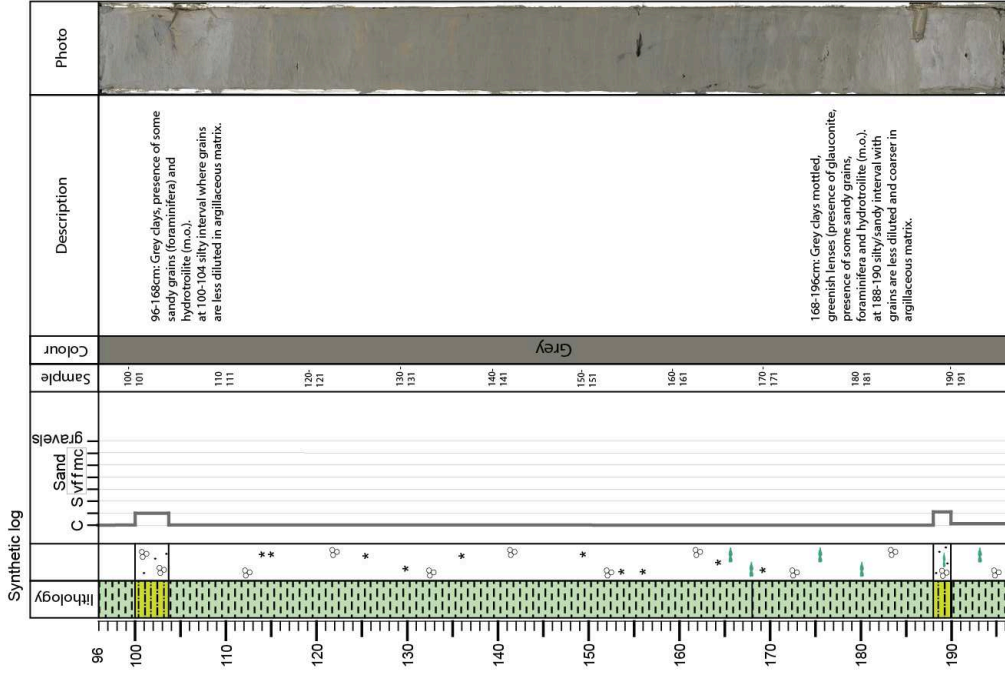 Synthetic log
lithology
C
S
vf
f
m
c
Sand
gravels
Sample
Colour
Description
Photo
96
100
110
120
130
140
150
160
170
180
190
100-
101
110
111
120-
121
130-
131
140-
141
150-
151
160-
161
170-
171
180
181
190-
191
Grey
96-168cm: Grey clays, presence of some
sandy grains (foraminifera) and
hydrotroilite (m.o.).
at 100-104 silty interval where grains
are less diluted in argillaceous matrix.
168-196cm: Grey clays mottled,
greenish lenses (presence of glauconite,
presence of some sandy grains,
foraminifera and hydrotroilite (m.o.).
at 188-190 silty/sandy interval with
grains are less diluted and coarser in
argillaceous matrix.